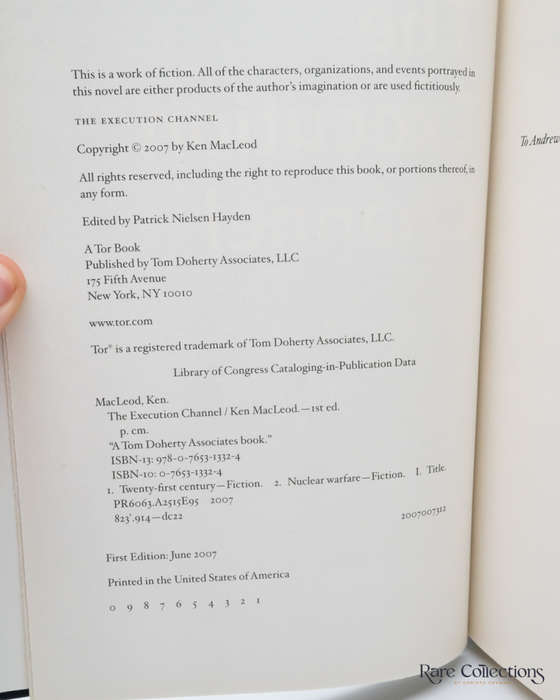 This is a work of fiction. All of the characters, organizations, and events portrayed in
this novel are either products of the author's imagination or are used fictitiously.
THE EXECUTION CHANNEL
Copyright © 2007 by Ken MacLeod
All rights reserved, including the right to reproduce this book, or portions thereof, in
any form.
Edited by Patrick Nielsen Hayden
A Tor Book
Published by Tom Doherty Associates, LLC
175 Fifth Avenue
New York, NY 10010
www.tor.com
Tor® is a registered trademark of Tom Doherty Associates, LLC.
Library of Congress Cataloging-in-Publication Data
MacLeod, Ken.
The Execution Channel / Ken MacLeod.—1st ed.
p. cm.
"A Tom Doherty Associates book."
ISBN-13: 978-0-7653-1332-4
ISBN-10: 0-7653-1332-4
1. Twenty-first century—Fiction. 2. Nuclear warfare—Fiction. I. Title.
PR6063.A2515E95 2007
823'.914—dc22
2007007312
First Edition: June 2007
Printed in the United States of America
0 9 8 7 6 5 4 3 2 1
To Andrew
Rare Collections